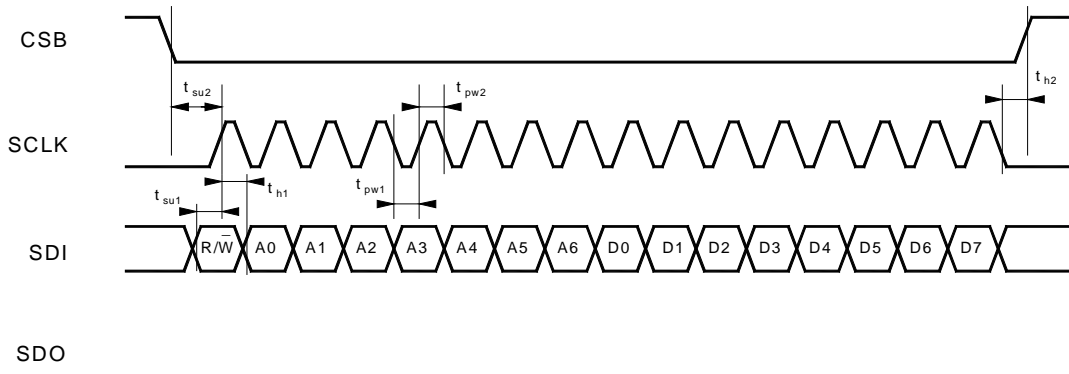 CSB
t su2
t pw2
t h2
SCLK
t su1
t h1
t pw1
SDI
R/W̅ A0 A1 A2 A3 A4 A5 A6 D0 D1 D2 D3 D4 D5 D6 D7
SDO